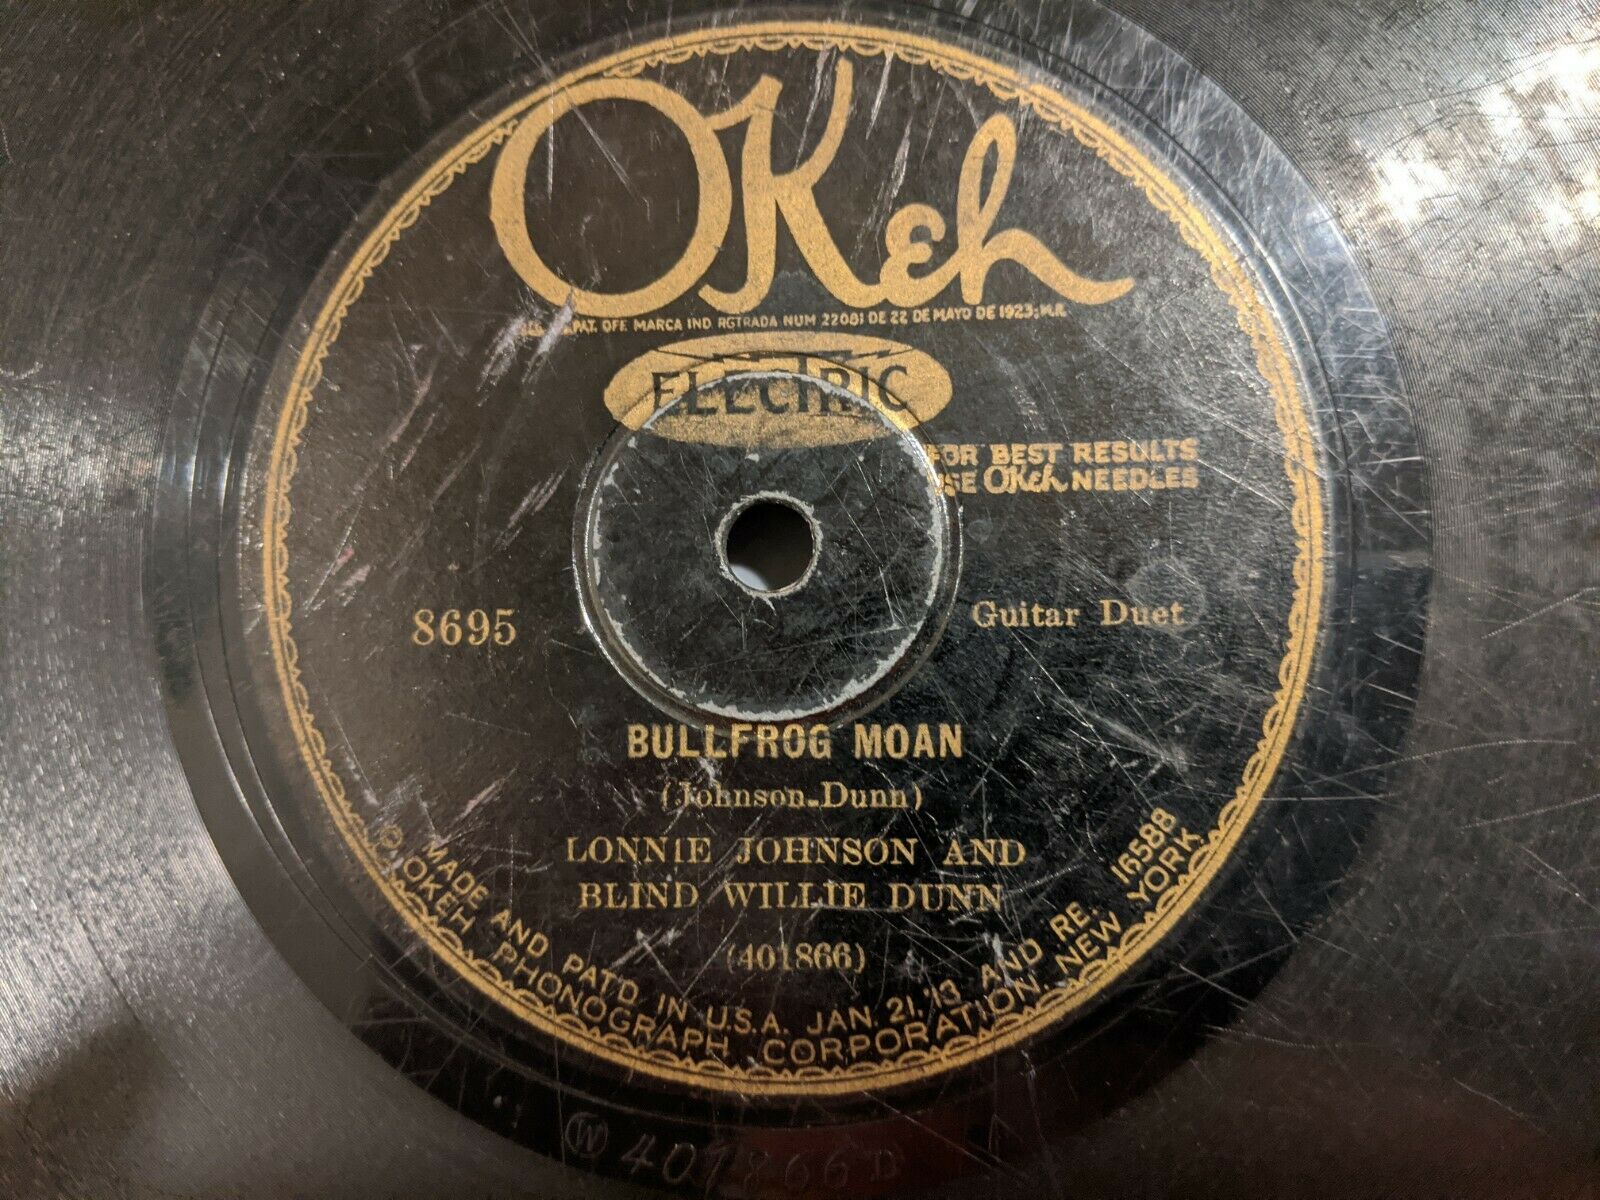 OKeh
PAT. OFF. MARCA IND RGTRADA NUM 22081 DE 22 DE MAYO DE 1923; M.R.
ELECTRIC
FOR BEST RESULTS
USE OKeh NEEDLES
8695
Guitar Duet
BULLFROG MOAN
(Johnson-Dunn)
LONNIE JOHNSON AND
BLIND WILLIE DUNN
(401866)
MADE AND PAT'D IN U.S.A. JAN. 21, '13 AND RE. 16588
© OKEH PHONOGRAPH CORPORATION, NEW YORK
W 401866 B